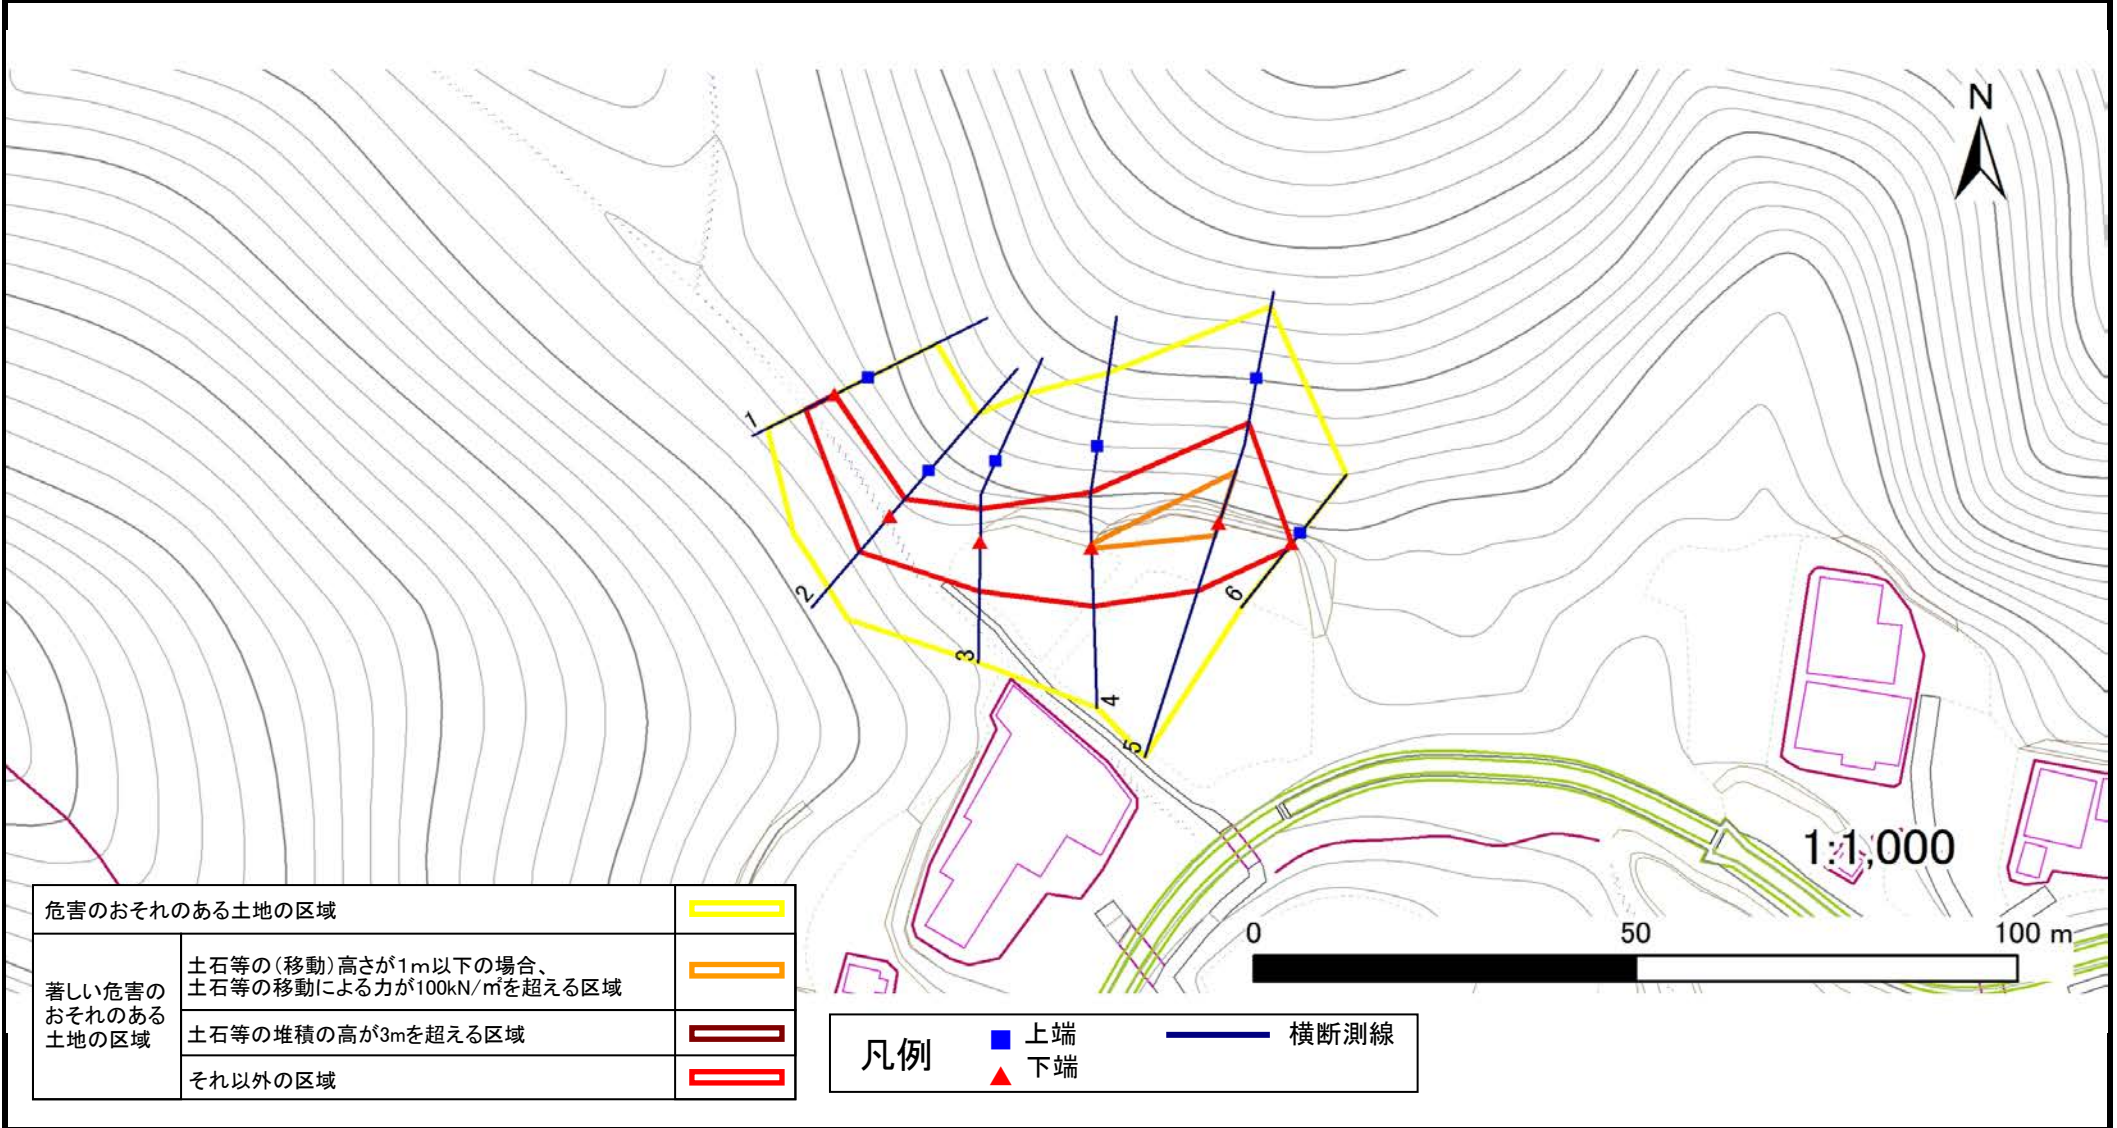 N
1
2
3
4
5
6
1:1,000
0 50 100 m
危害のおそれのある土地の区域
著しい危害の
おそれのある
土地の区域
土石等の(移動)高さが1m以下の場合、
土石等の移動による力が100kN/㎡を超える区域
土石等の堆積の高が3mを超える区域
それ以外の区域
凡例
上端
下端
横断測線